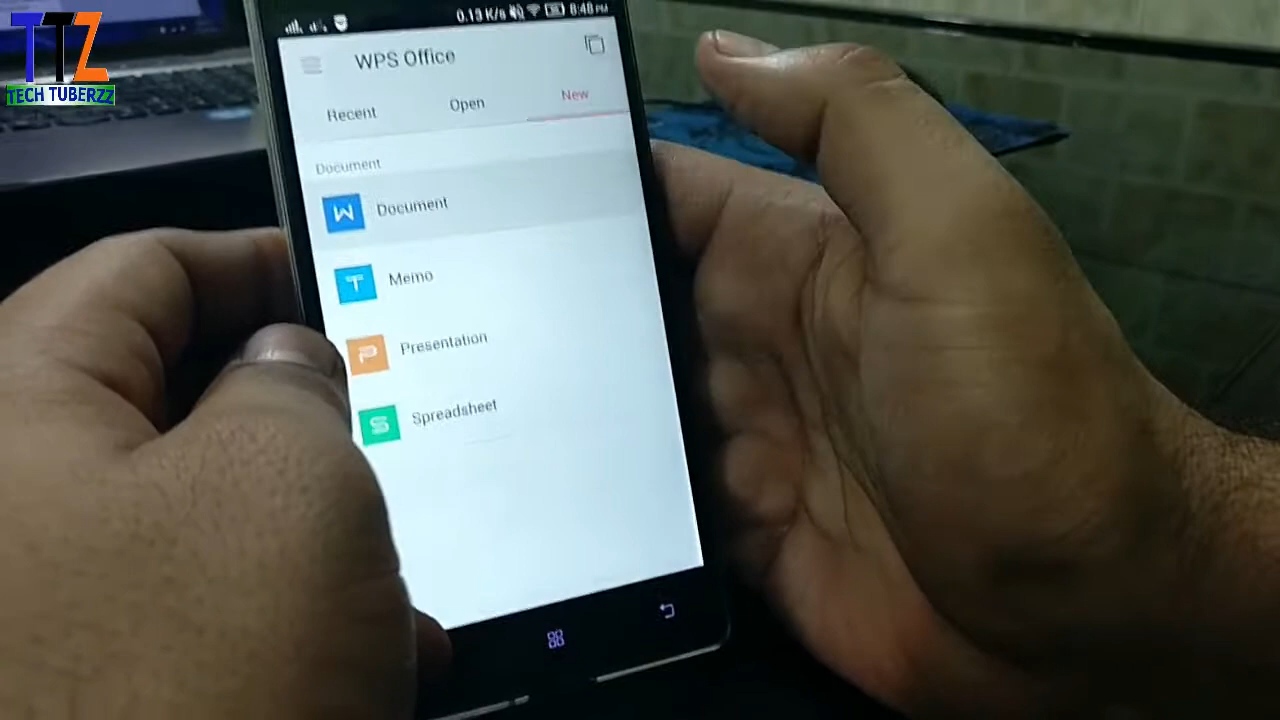 TTZ
TECH TUBERZZ
0.13 K/s 8:48 PM
WPS Office
Recent Open New
Document
Document
Memo
Presentation
Spreadsheet